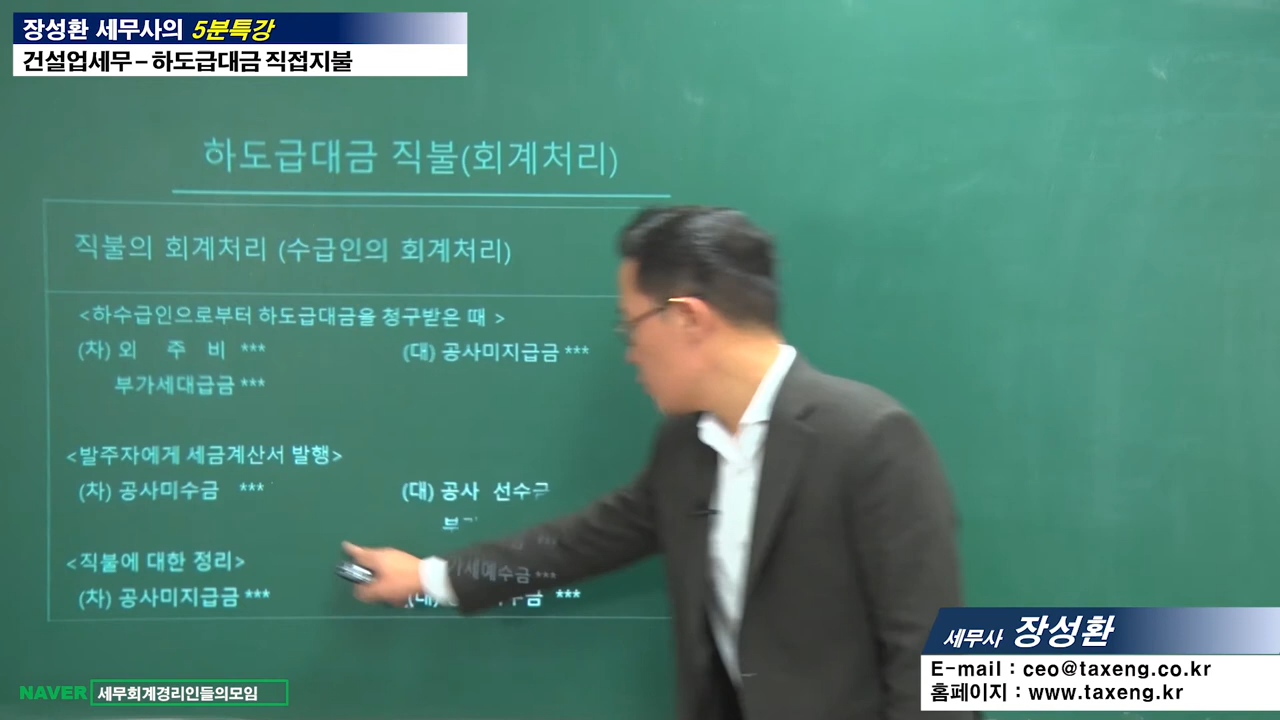 장성환 세무사의 5분특강
건설업세무 – 하도급대금 직접지불
하도급대금 직불(회계처리)
직불의 회계처리 (수급인의 회계처리)
<하수급인으로부터 하도급대금을 청구받은 때 >
(차) 외 주 비 *** (대) 공사미지급금 ***
부가세대급금 ***
<발주자에게 세금계산서 발행>
(차) 공사미수금 *** (대) 공사 선수금
세예수금 ***
<직불에 대한 정리>
(차) 공사미지급금 *** (대) 수금 ***
세무사 장성환
E-mail : ceo@taxeng.co.kr
홈페이지 : www.taxeng.kr
NAVER 세무회계경리인들의모임